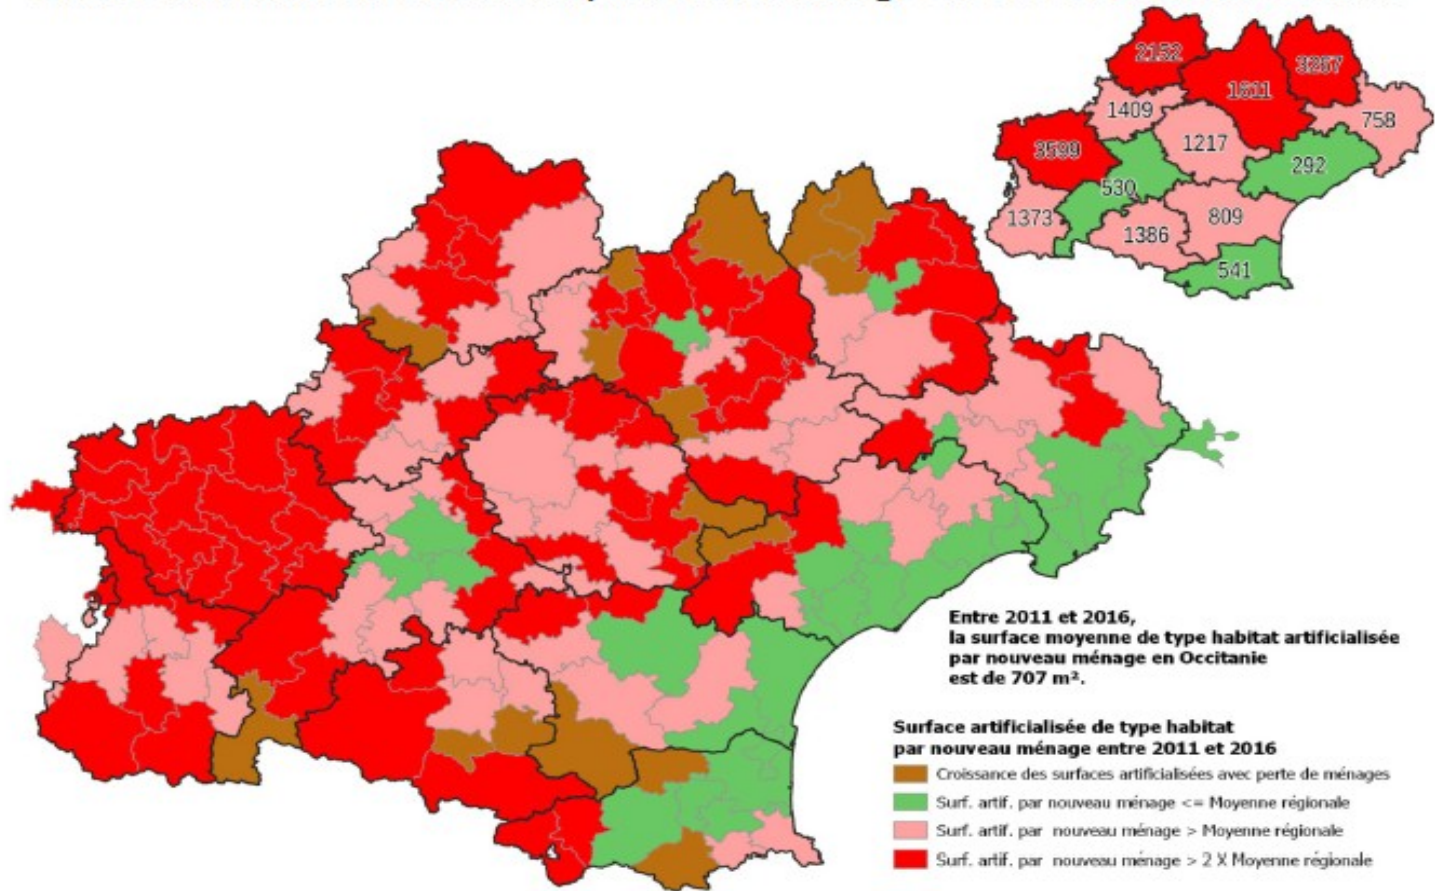 2152
1611
3267
1409
758
1217
3599
292
530
1373
809
1386
541
Entre 2011 et 2016,
la surface moyenne de type habitat artificialisée
par nouveau ménage en Occitanie
est de 707 m².
Surface artificialisée de type habitat
par nouveau ménage entre 2011 et 2016
Croissance des surfaces artificialisées avec perte de ménages
Surf. artif. par nouveau ménage <= Moyenne régionale
Surf. artif. par nouveau ménage > Moyenne régionale
Surf. artif. par nouveau ménage > 2 X Moyenne régionale